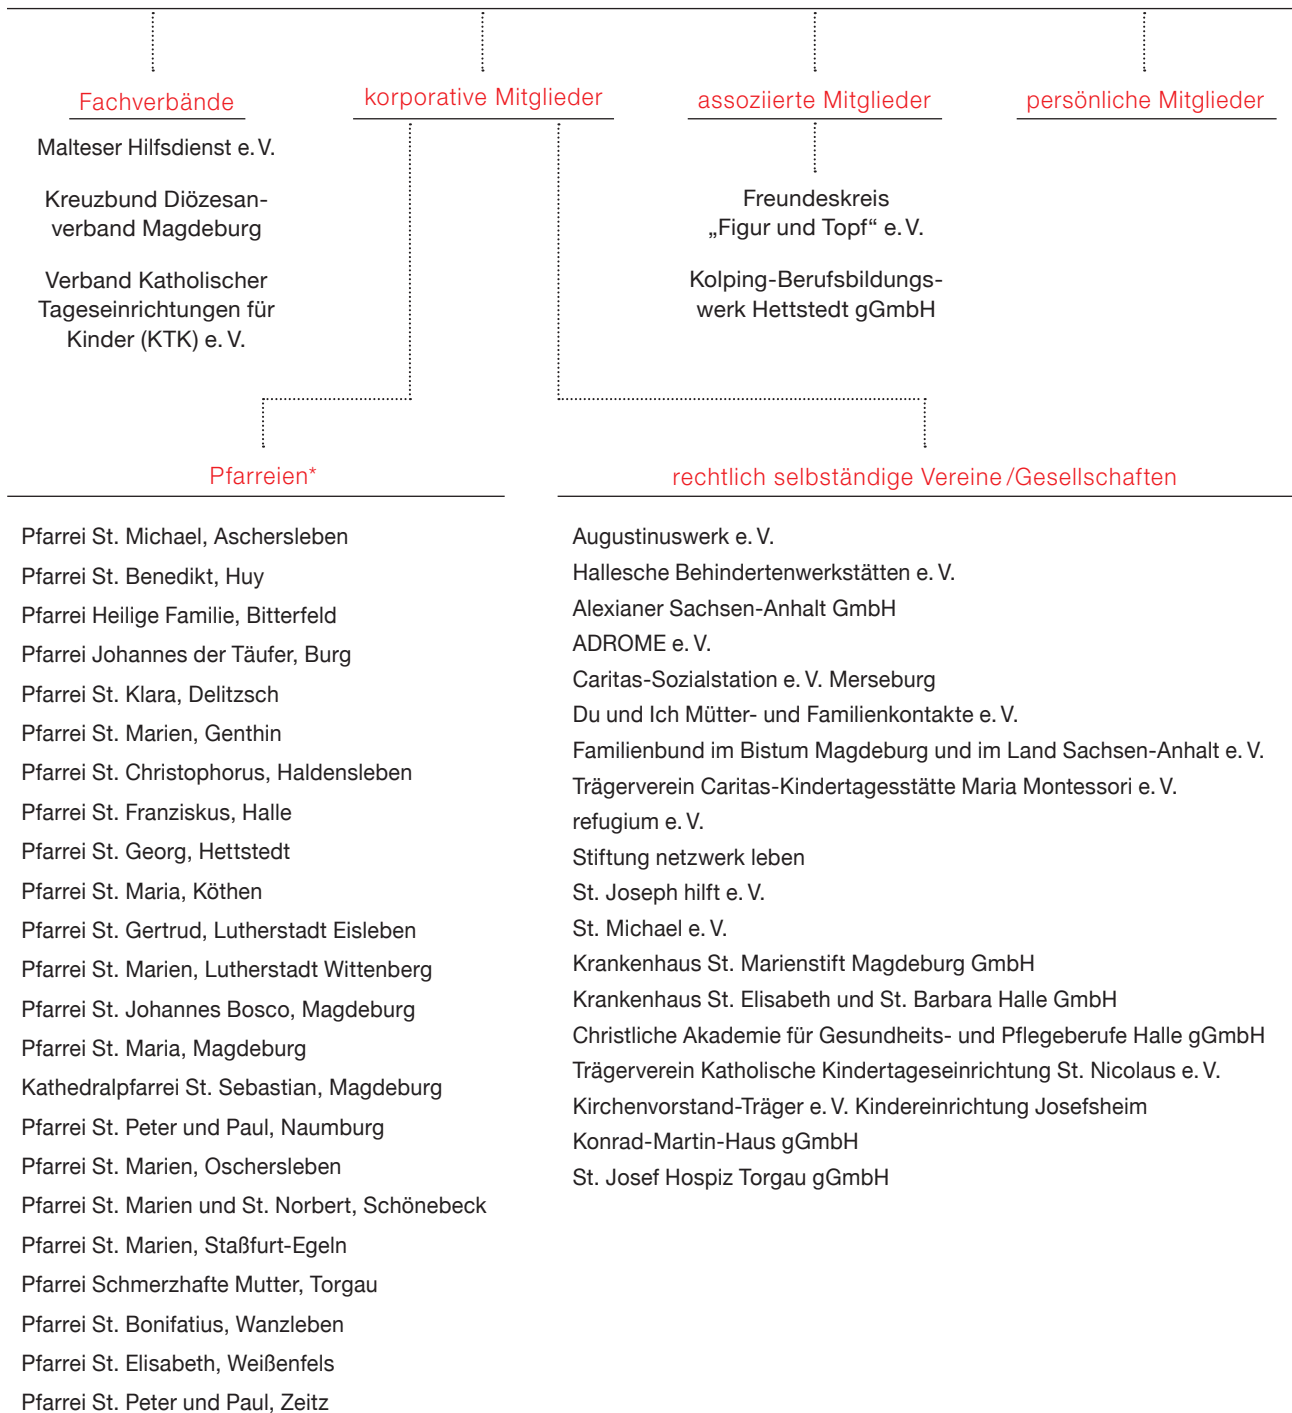 Fachverbände
Malteser Hilfsdienst e. V.
Kreuzbund Diözesan-
verband Magdeburg
Verband Katholischer
Tageseinrichtungen für
Kinder (KTK) e. V.
korporative Mitglieder
assoziierte Mitglieder
Freundeskreis
„Figur und Topf“ e. V.
Kolping-Berufsbildungs-
werk Hettstedt gGmbH
persönliche Mitglieder
Pfarreien*
Pfarrei St. Michael, Aschersleben
Pfarrei St. Benedikt, Huy
Pfarrei Heilige Familie, Bitterfeld
Pfarrei Johannes der Täufer, Burg
Pfarrei St. Klara, Delitzsch
Pfarrei St. Marien, Genthin
Pfarrei St. Christophorus, Haldensleben
Pfarrei St. Franziskus, Halle
Pfarrei St. Georg, Hettstedt
Pfarrei St. Maria, Köthen
Pfarrei St. Gertrud, Lutherstadt Eisleben
Pfarrei St. Marien, Lutherstadt Wittenberg
Pfarrei St. Johannes Bosco, Magdeburg
Pfarrei St. Maria, Magdeburg
Kathedralpfarrei St. Sebastian, Magdeburg
Pfarrei St. Peter und Paul, Naumburg
Pfarrei St. Marien, Oschersleben
Pfarrei St. Marien und St. Norbert, Schönebeck
Pfarrei St. Marien, Staßfurt-Egeln
Pfarrei Schmerzhafte Mutter, Torgau
Pfarrei St. Bonifatius, Wanzleben
Pfarrei St. Elisabeth, Weißenfels
Pfarrei St. Peter und Paul, Zeitz
rechtlich selbständige Vereine/Gesellschaften
Augustinuswerk e. V.
Hallesche Behindertenwerkstätten e. V.
Alexianer Sachsen-Anhalt GmbH
ADROME e. V.
Caritas-Sozialstation e. V. Merseburg
Du und Ich Mütter- und Familienkontakte e. V.
Familienbund im Bistum Magdeburg und im Land Sachsen-Anhalt e. V.
Trägerverein Caritas-Kindertagesstätte Maria Montessori e. V.
refugium e. V.
Stiftung netzwerk leben
St. Joseph hilft e. V.
St. Michael e. V.
Krankenhaus St. Marienstift Magdeburg GmbH
Krankenhaus St. Elisabeth und St. Barbara Halle GmbH
Christliche Akademie für Gesundheits- und Pflegeberufe Halle gGmbH
Trägerverein Katholische Kindertageseinrichtung St. Nicolaus e. V.
Kirchenvorstand-Träger e. V. Kindereinrichtung Josefsheim
Konrad-Martin-Haus gGmbH
St. Josef Hospiz Torgau gGmbH